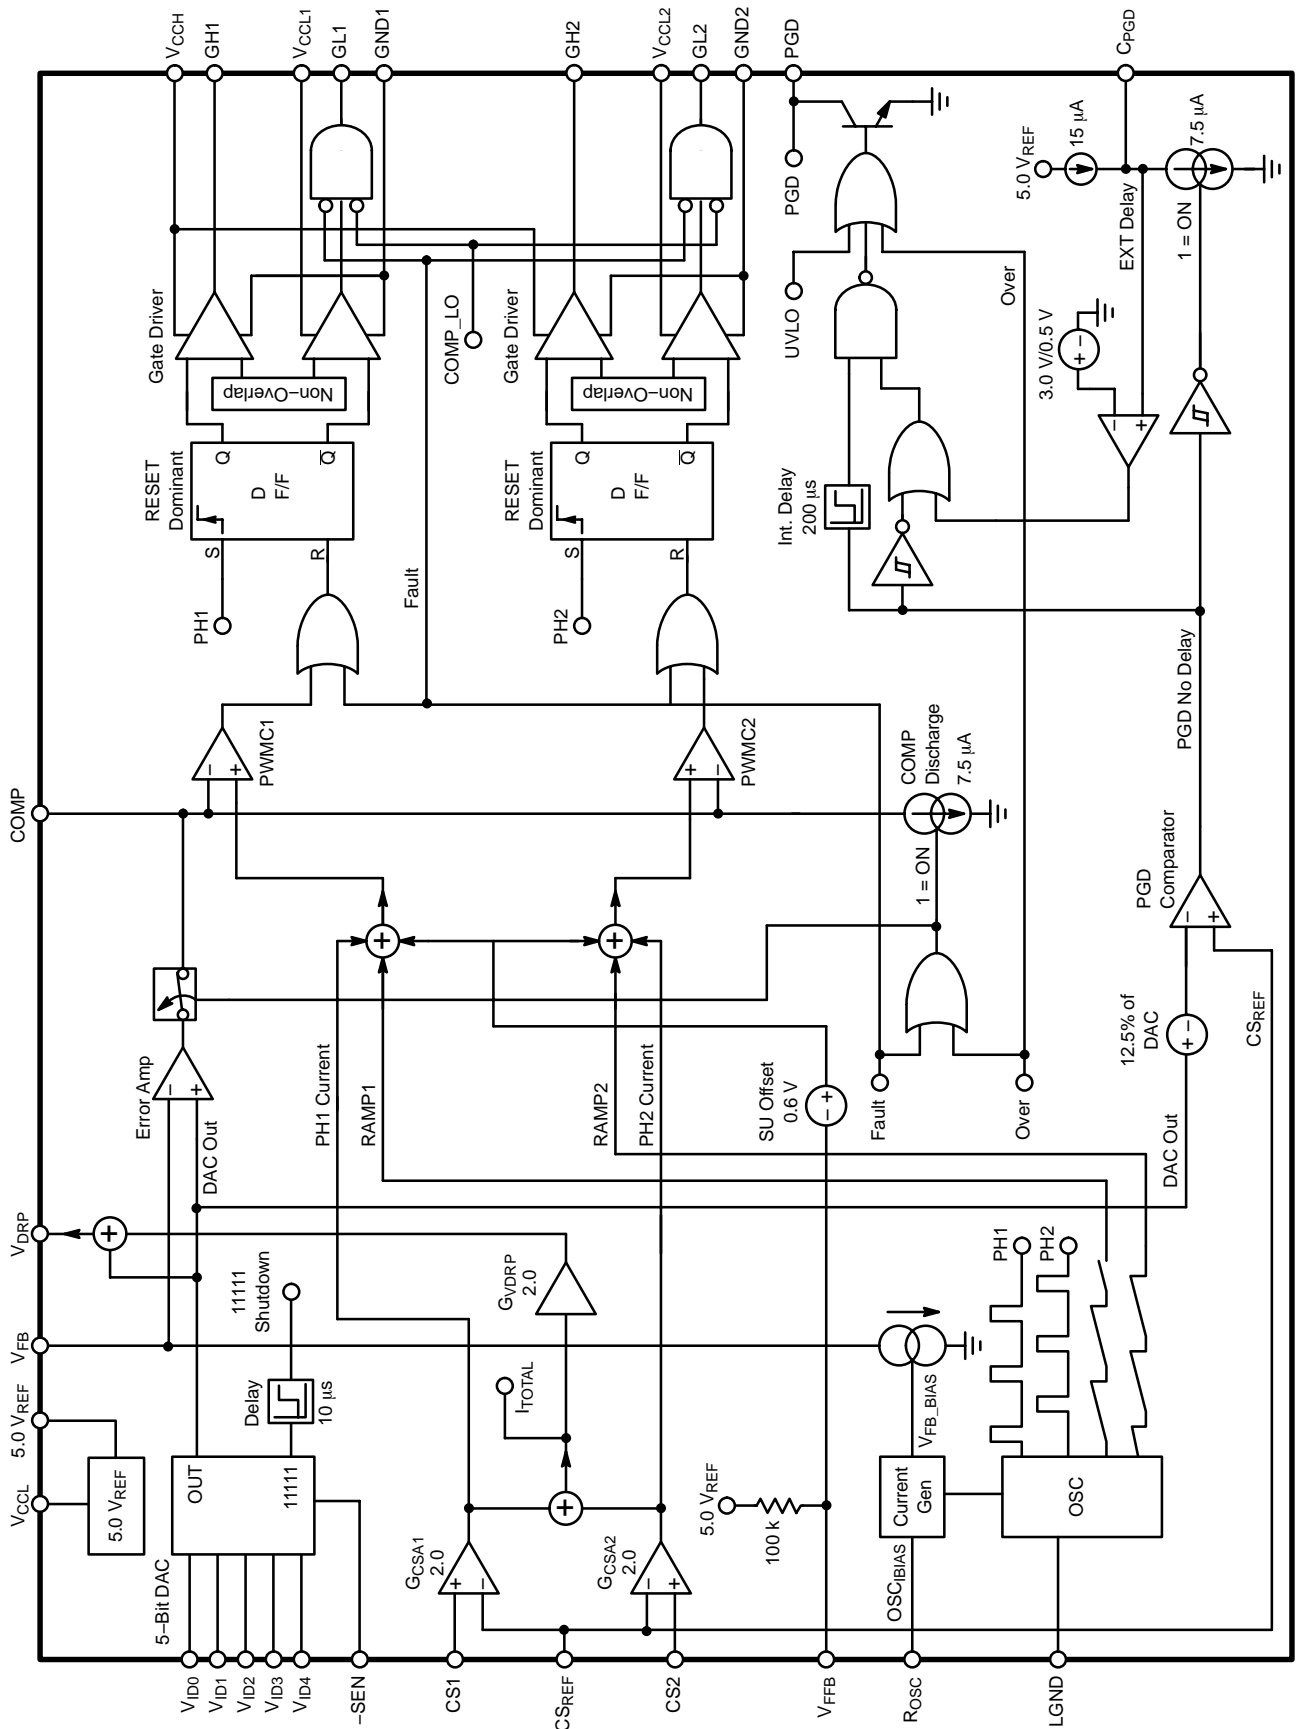 VCCH
GH1
VCCL1
GL1
GND1
GH2
VCCL2
GL2
GND2
PGD
CPGD
Gate Driver
Non–Overlap
COMP_LO
Gate Driver
Non–Overlap
PGD
UVLO
Over
5.0 VREF
15 µA
EXT Delay
7.5 µA
1 = ON
3.0 V/0.5 V
+ −
− +
RESET
Dominant
S
R
Q
Q
D
F/F
PH1
Fault
RESET
Dominant
S
R
Q
Q
D
F/F
PH2
Int. Delay
200 µs
PGD No Delay
COMP
− +
PWMC1
+ −
PWMC2
COMP
Discharge
7.5 µA
1 = ON
PGD
Comparator
− +
+
+
Error Amp
− +
DAC Out
PH1 Current
RAMP1
RAMP2
PH2 Current
SU Offset
0.6 V
− +
Fault
Over
12.5% of
DAC
+ −
DAC Out
CSREF
VDRP
+
VFB
5.0 VREF
VCCL
5.0 VREF
11111
Shutdown
Delay
10 µs
OUT
11111
5–Bit DAC
GVDRP
2.0
ITOTAL
+
GCSA1
2.0
+ −
GCSA2
2.0
− +
5.0 VREF
100 k
VFB_BIAS
Current
Gen
OSCIBIAS
PH1
PH2
OSC
VID0
VID1
VID2
VID3
VID4
–SEN
CS1
CSREF
CS2
VFFB
ROSC
LGND